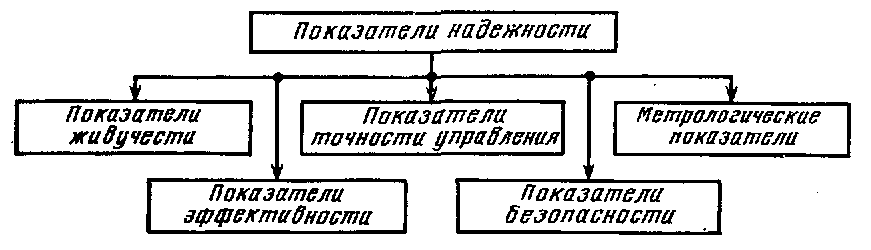 Показатели надежности
Показатели
живучести
Показатели
точности управления
Метрологические
показатели
Показатели
эффективности
Показатели
безопасности